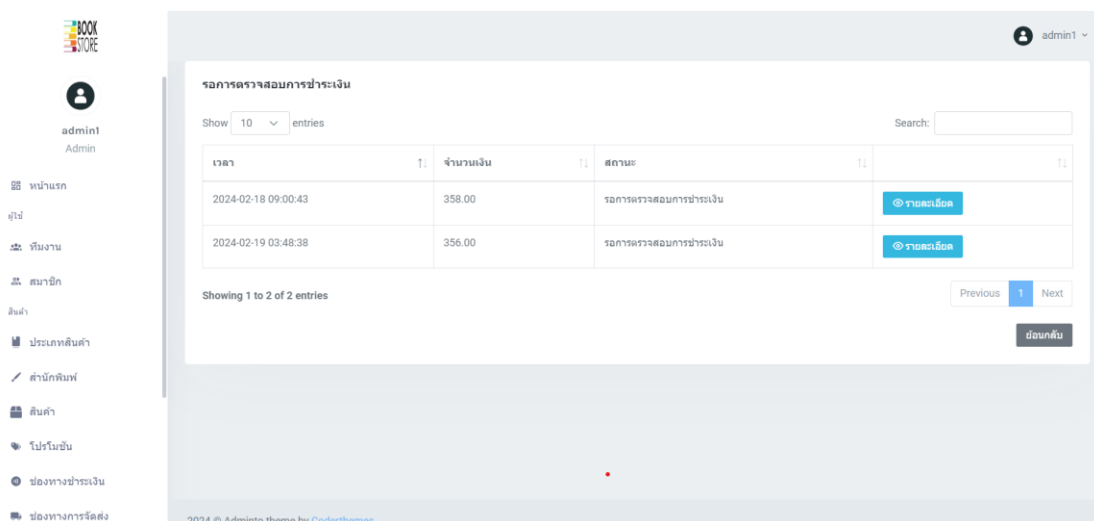 BOOK
STORE
admin1
admin1
Admin
หน้าแรก
ผู้ใช้
ทีมงาน
สมาชิก
สินค้า
ประเภทสินค้า
สำนักพิมพ์
สินค้า
โปรโมชัน
ช่องทางชำระเงิน
ช่องทางการจัดส่ง
รอการตรวจสอบการชำระเงิน
Show 10 entries
Search:
เวลา จำนวนเงิน สถานะ
2024-02-18 09:00:43 358.00 รอการตรวจสอบการชำระเงิน รายละเอียด
2024-02-19 03:48:38 356.00 รอการตรวจสอบการชำระเงิน รายละเอียด
Showing 1 to 2 of 2 entries
Previous 1 Next
ย้อนกลับ
2024 © Adminto theme by Coderthemes